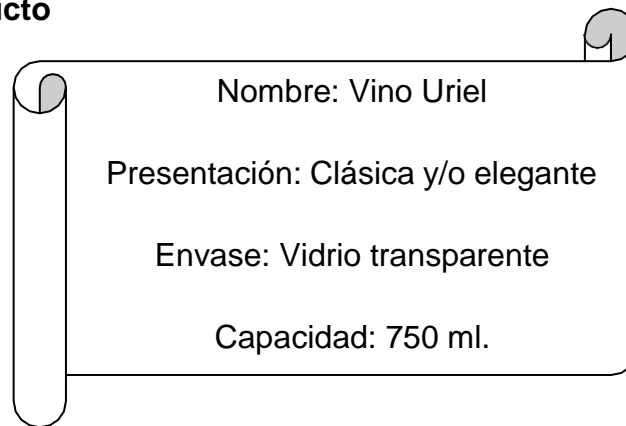 ucto
Nombre: Vino Uriel
Presentación: Clásica y/o elegante
Envase: Vidrio transparente
Capacidad: 750 ml.